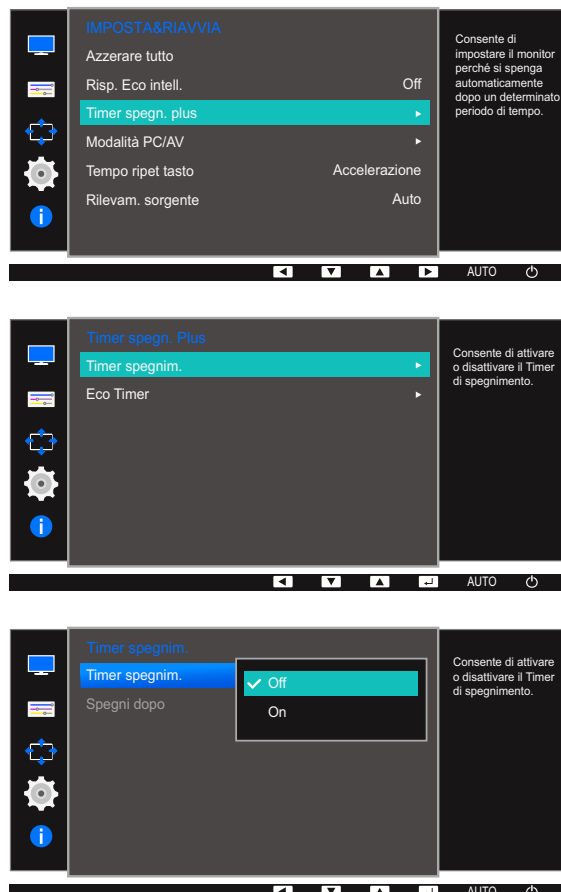 IMPOSTA&RIAVVIA
Azzerare tutto
Risp. Eco intell. Off
Timer spegn. plus
Modalità PC/AV
Tempo ripet tasto Accelerazione
Rilevam. sorgente Auto
Consente di
impostare il monitor
perché si spenga
automaticamente
dopo un determinato
periodo di tempo.
AUTO
Timer spegn. Plus
Timer spegnim.
Eco Timer
Consente di attivare
o disattivare il Timer
di spegnimento.
AUTO
Timer spegnim.
Timer spegnim.
Off
Spegni dopo
On
Consente di attivare
o disattivare il Timer
di spegnimento.
AUTO